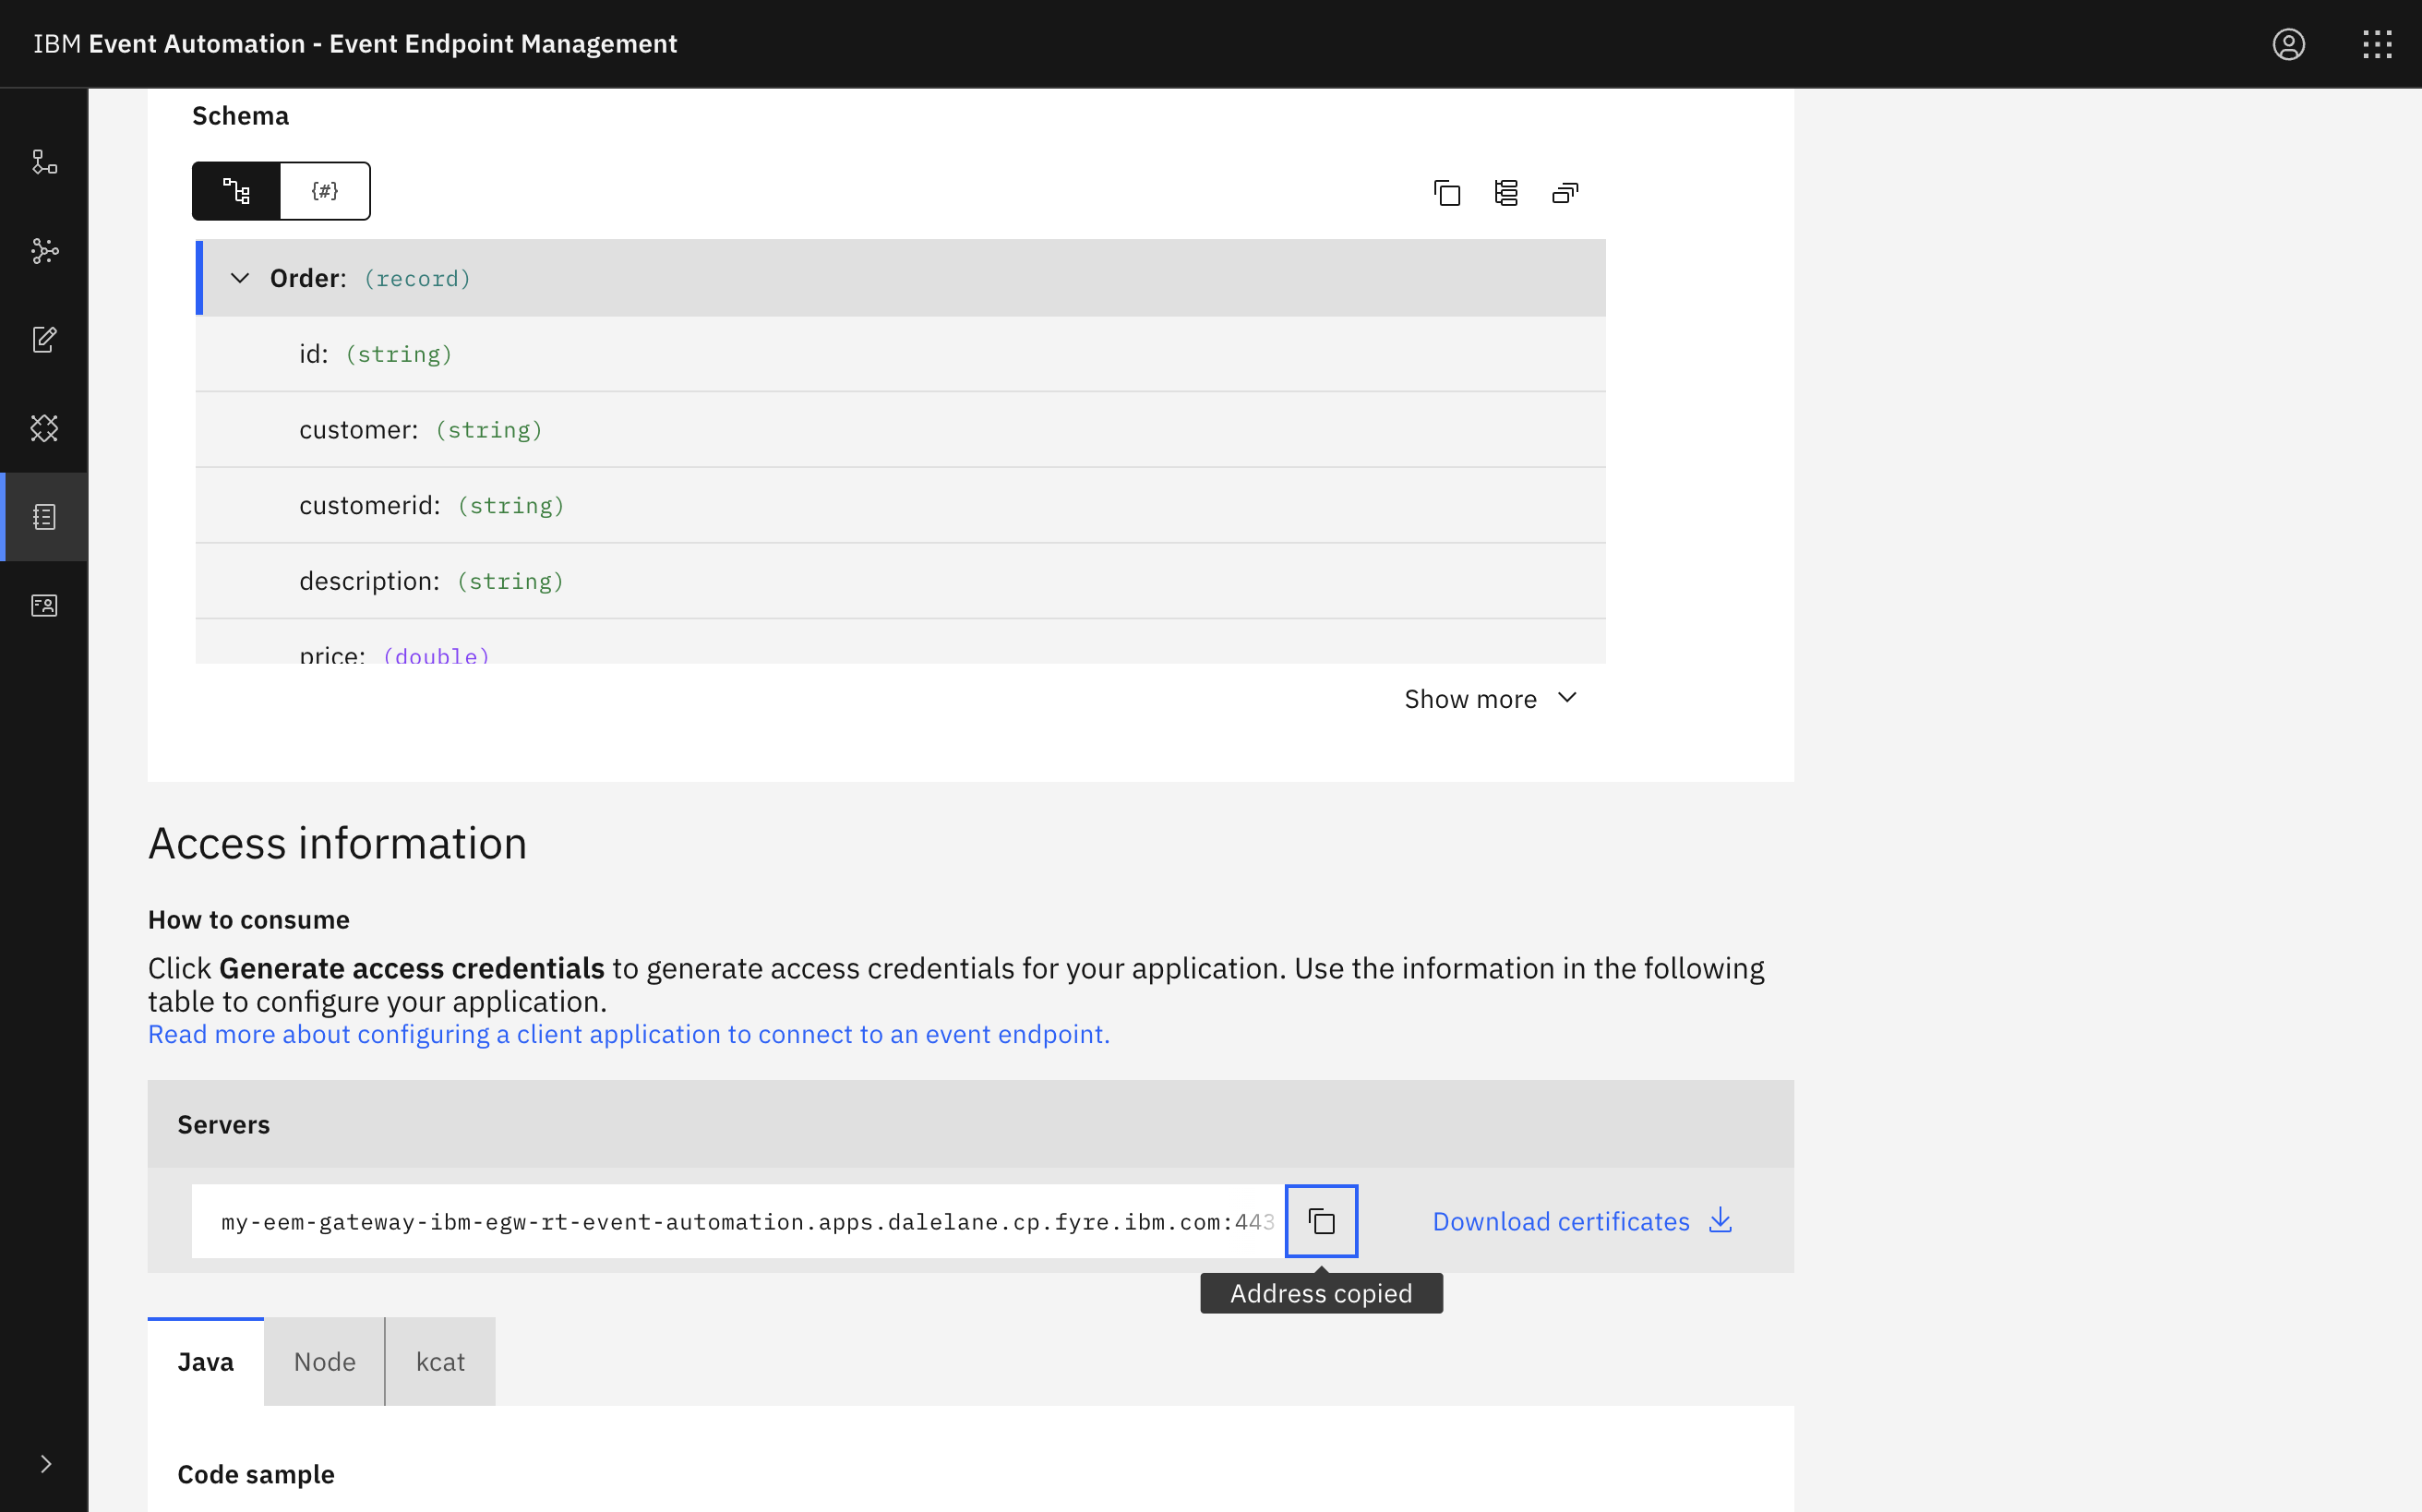 IBM Event Automation - Event Endpoint Management
Schema
{#}
Order: (record)
id: (string)
customer: (string)
customerid: (string)
description: (string)
price: (double)
Show more
Access information
How to consume
Click Generate access credentials to generate access credentials for your application. Use the information in the following
table to configure your application.
Read more about configuring a client application to connect to an event endpoint.
Servers
my-eem-gateway-ibm-egw-rt-event-automation.apps.dalelane.cp.fyre.ibm.com:443
Download certificates
Address copied
Java
Node
kcat
Code sample